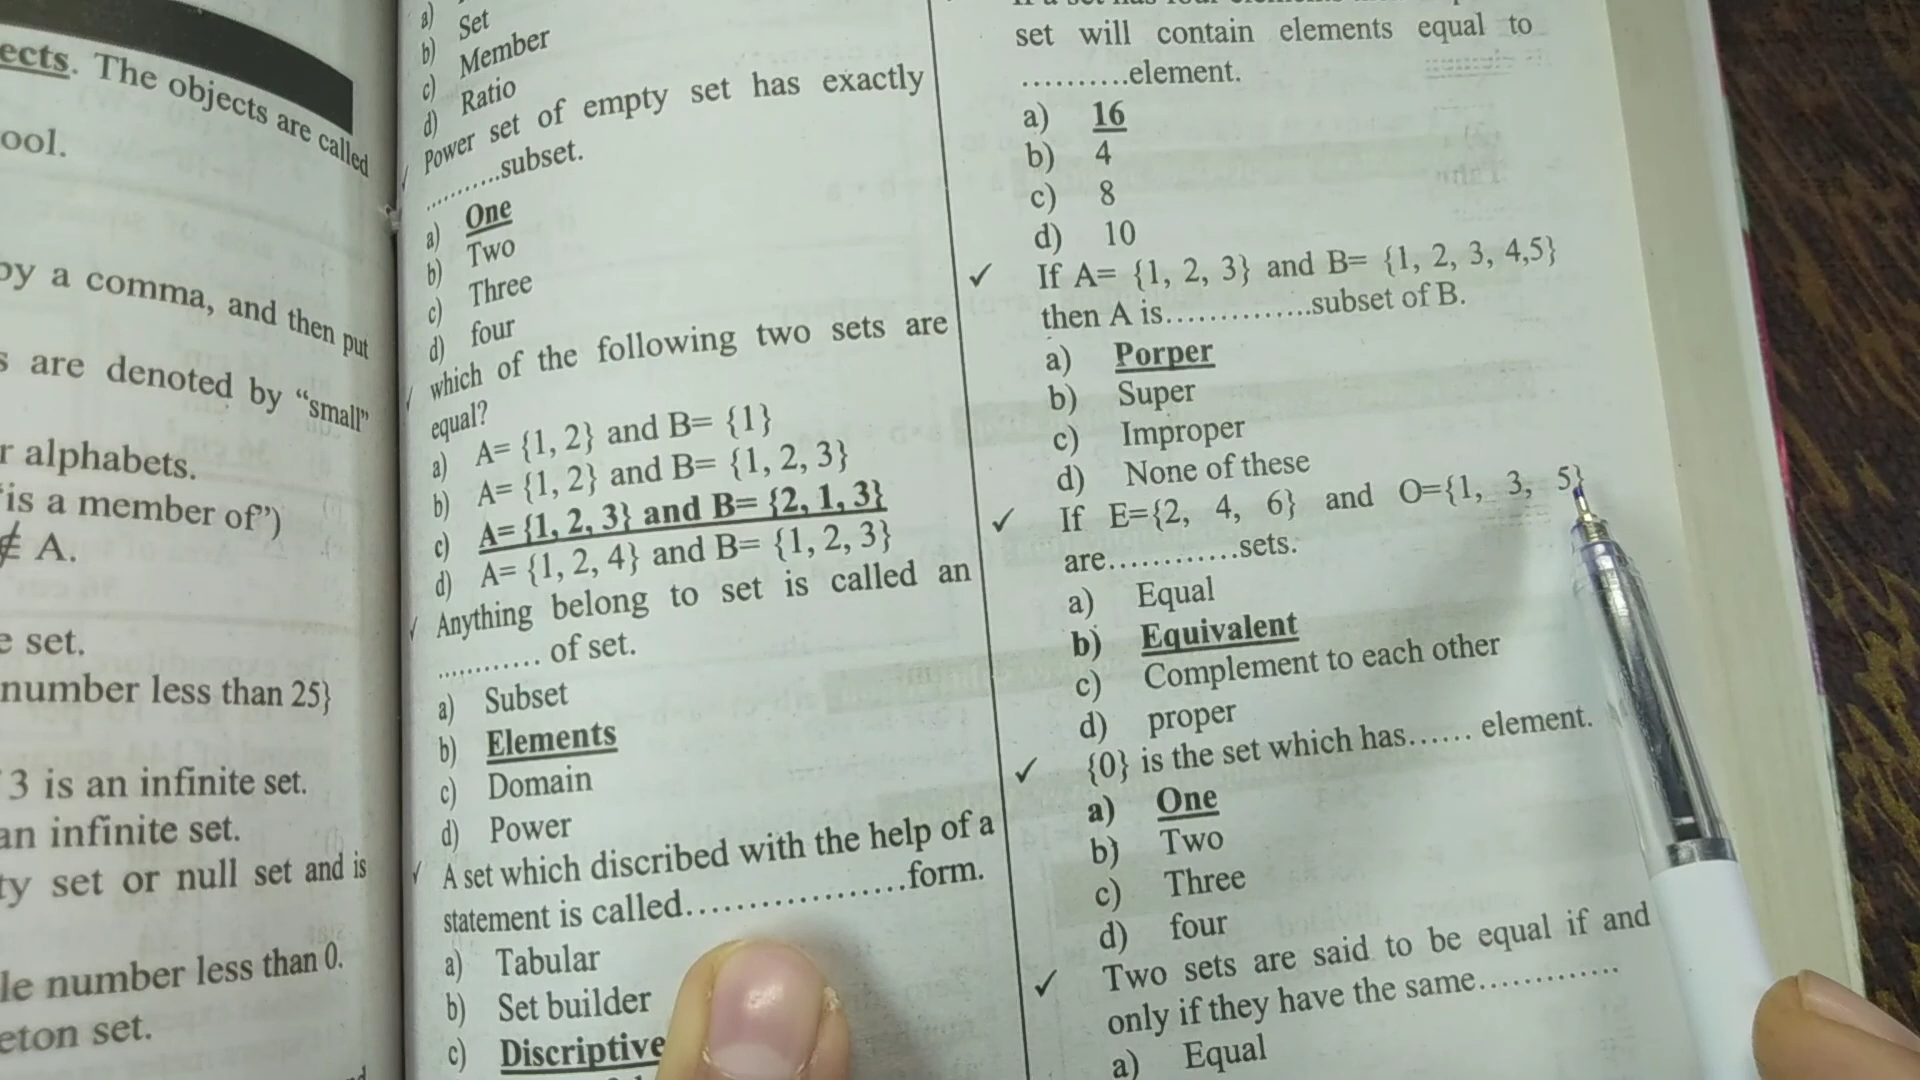 ects. The objects are called
ool.
by a comma, and then put
s are denoted by “small”
r alphabets.
“is a member of”)
∉ A.
e set.
number less than 25}
3 is an infinite set.
an infinite set.
ty set or null set and is
le number less than 0.
eton set.
a)
b) Set
c) Member
d) Ratio
✓ Power set of empty set has exactly
..........subset.
a) One
b) Two
c) Three
d) four
✓ which of the following two sets are
equal?
a) A= {1, 2} and B= {1}
b) A= {1, 2} and B= {1, 2, 3}
c) A= {1, 2, 3} and B= {2, 1, 3}
d) A= {1, 2, 4} and B= {1, 2, 3}
✓ Anything belong to set is called an
........... of set.
a) Subset
b) Elements
c) Domain
d) Power
✓ A set which discribed with the help of a
statement is called....................form.
a) Tabular
b) Set builder
c) Discriptive
set will contain elements equal to
..........element.
a) 16
b) 4
c) 8
d) 10
✓ If A= {1, 2, 3} and B= {1, 2, 3, 4,5}
then A is..............subset of B.
a) Porper
b) Super
c) Improper
d) None of these
✓ If E={2, 4, 6} and O={1, 3, 5}
are............sets.
a) Equal
b) Equivalent
c) Complement to each other
d) proper
✓ {0} is the set which has...... element.
a) One
b) Two
c) Three
d) four
✓ Two sets are said to be equal if and
only if they have the same.............
a) Equal